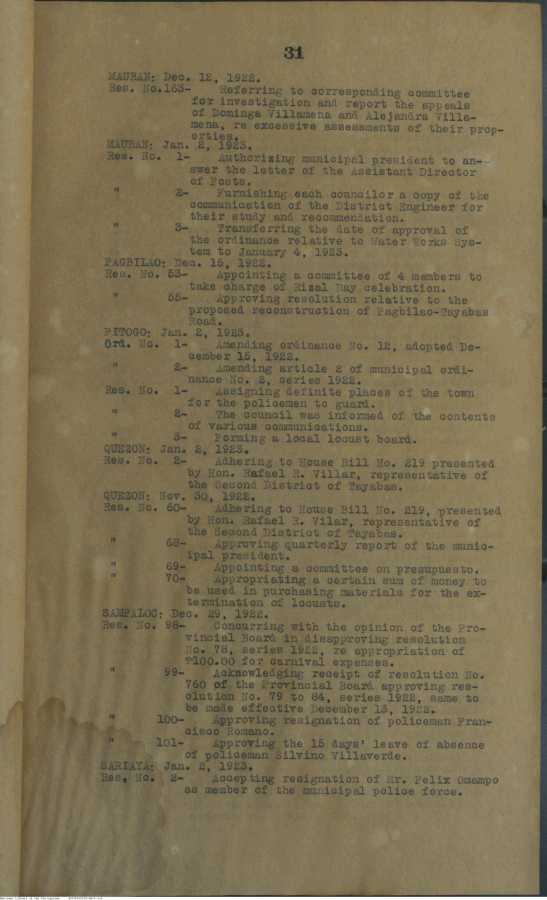 31
MAUBAN: Dec. 12, 1922.
Res. No.163- Referring to corresponding committee
for investigation and report the appeals
of Dominga Villamena and Alejandra Villa-
mena, re excessive assessments of their prop-
erties.
MAUBAN: Jan. 2, 1923.
Res. No. 1- Authorizing municipal president to an-
swer the letter of the Assistant Director
of Posts.
" 2- Furnishing each councilor a copy of the
communication of the District Engineer for
their study and recommendation.
" 3- Transferring the date of approval of
the ordinance relative to Water Works Sys-
tem to January 4, 1923.
PAGBILAO: Dec. 15, 1922.
Res. No. 53- Appointing a committee of 4 members to
take charge of Rizal Day celebration.
" 55- Approving resolution relative to the
proposed reconstruction of Pagbilao-Tayabas
Road.
PITOGO: Jan. 2, 1923.
Ord. No. 1- Amending ordinance No. 12, adopted De-
cember 15, 1922.
" 2- Amending article 2 of municipal ordi-
nance No. 2, series 1922.
Res. No. 1- Assigning definite places of the town
for the policemen to guard.
" 2- The council was informed of the contents
of various communications.
" 3- Forming a local locust board.
QUEZON: Jan. 2, 1923.
Res. No. 2- Adhering to House Bill No. 219 presented
by Hon. Rafael R. Villar, representative of
the Second District of Tayabas.
QUEZON: Nov. 30, 1922.
Res. No. 60- Adhering to House Bill No. 219, presented
by Hon. Rafael R. Vilar, representative of
the Second District of Tayabas.
" 68- Approving quarterly report of the munic-
ipal president.
" 69- Appointing a committee on presupuesto.
" 70- Appropriating a certain sum of money to
be used in purchasing materials for the ex-
termination of locusts.
SAMPALOC: Dec. 29, 1922.
Res. No. 98- Concurring with the opinion of the Pro-
vincial Board in disapproving resolution
No. 78, series 1922, re appropriation of
₱100.00 for carnival expenses.
" 99- Acknowledging receipt of resolution No.
760 of the Provincial Board approving res-
olution No. 79 to 84, series 1922, same to
be made effective December 13, 1922.
" 100- Approving resignation of policeman Fran-
cisco Romano.
" 101- Approving the 15 days' leave of absence
of policeman Silvino Villaverde.
SARIAYA: Jan. 2, 1923.
Res. No. 2- Accepting resignation of Mr. Felix Omampo
as member of the municipal police force.